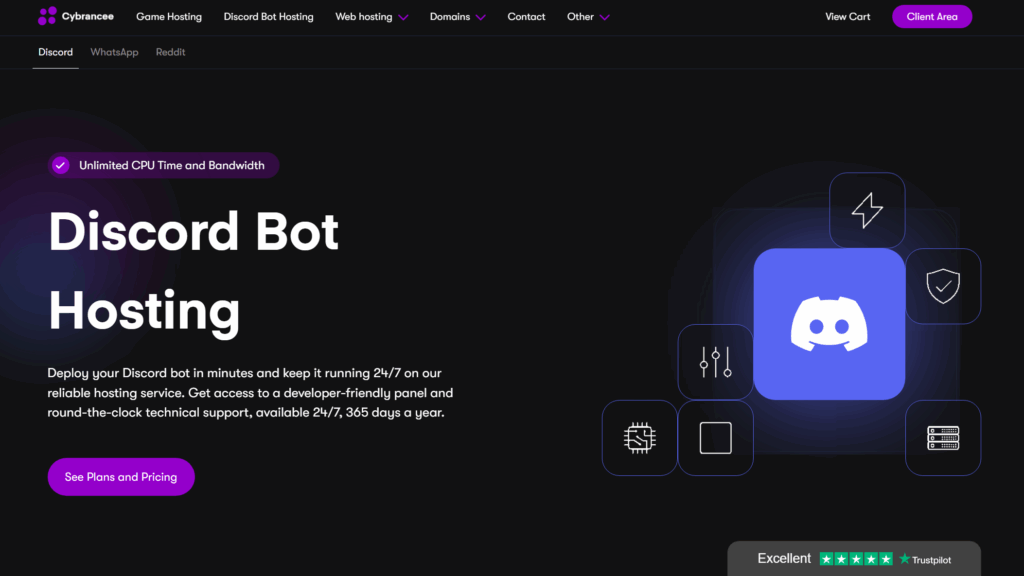 Cybrancee
Game Hosting
Discord Bot Hosting
Web hosting
Domains
Contact
Other
View Cart
Client Area
Discord
WhatsApp
Reddit
Unlimited CPU Time and Bandwidth
Discord Bot
Hosting
Deploy your Discord bot in minutes and keep it running 24/7 on our
reliable hosting service. Get access to a developer-friendly panel and
round-the-clock technical support, available 24/7, 365 days a year.
See Plans and Pricing
Excellent
Trustpilot